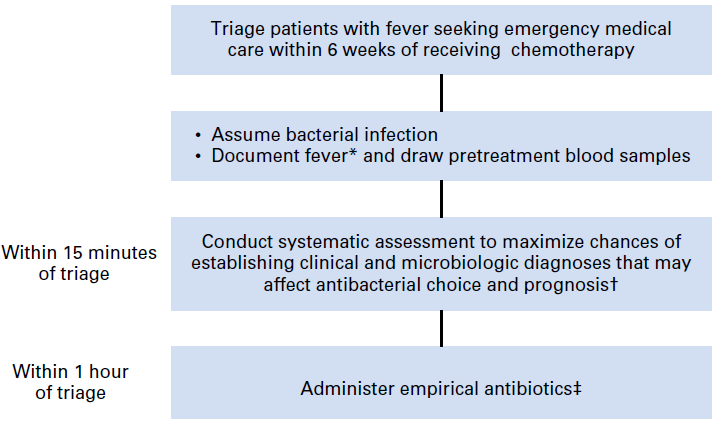 Triage patients with fever seeking emergency medical
care within 6 weeks of receiving chemotherapy
• Assume bacterial infection
• Document fever* and draw pretreatment blood samples
Within 15 minutes
of triage
Conduct systematic assessment to maximize chances of
establishing clinical and microbiologic diagnoses that may
affect antibacterial choice and prognosis†
Within 1 hour
of triage
Administer empirical antibiotics‡